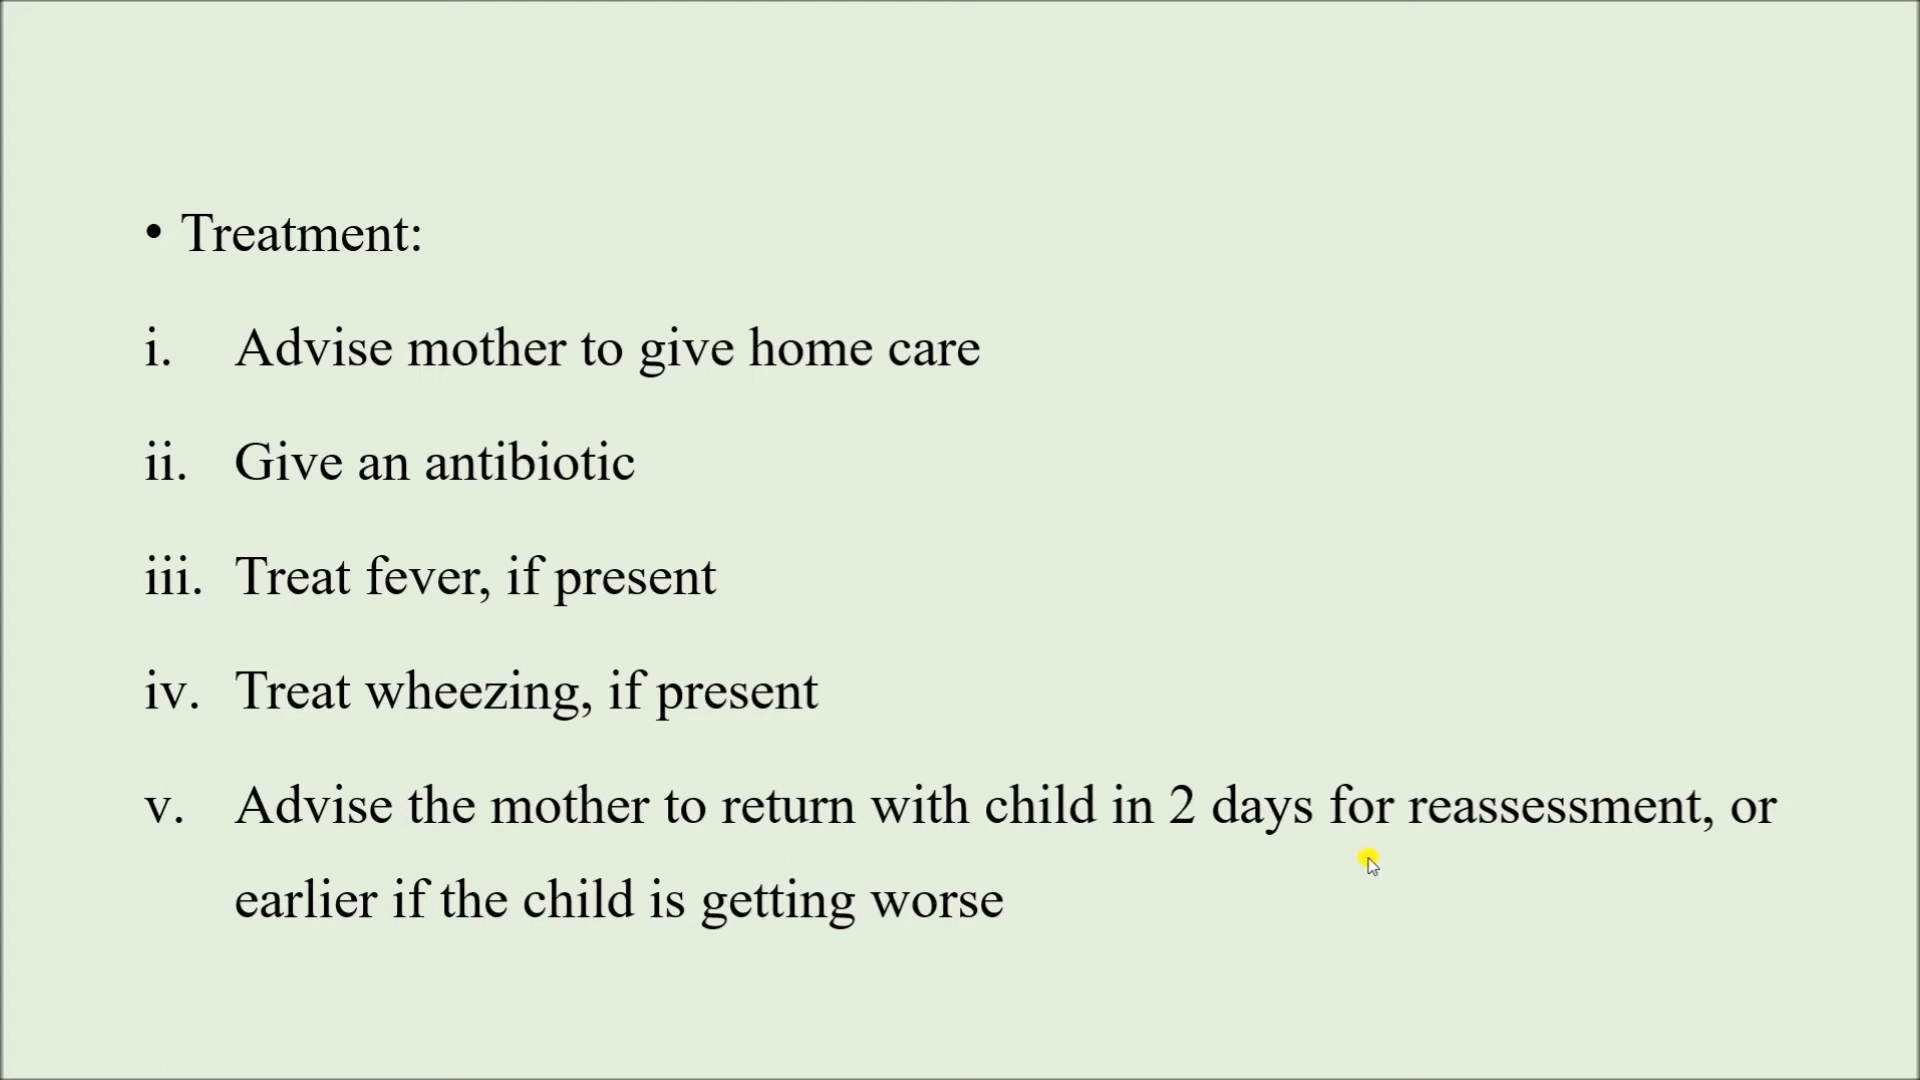 • Treatment:
i. Advise mother to give home care
ii. Give an antibiotic
iii. Treat fever, if present
iv. Treat wheezing, if present
v. Advise the mother to return with child in 2 days for reassessment, or
earlier if the child is getting worse